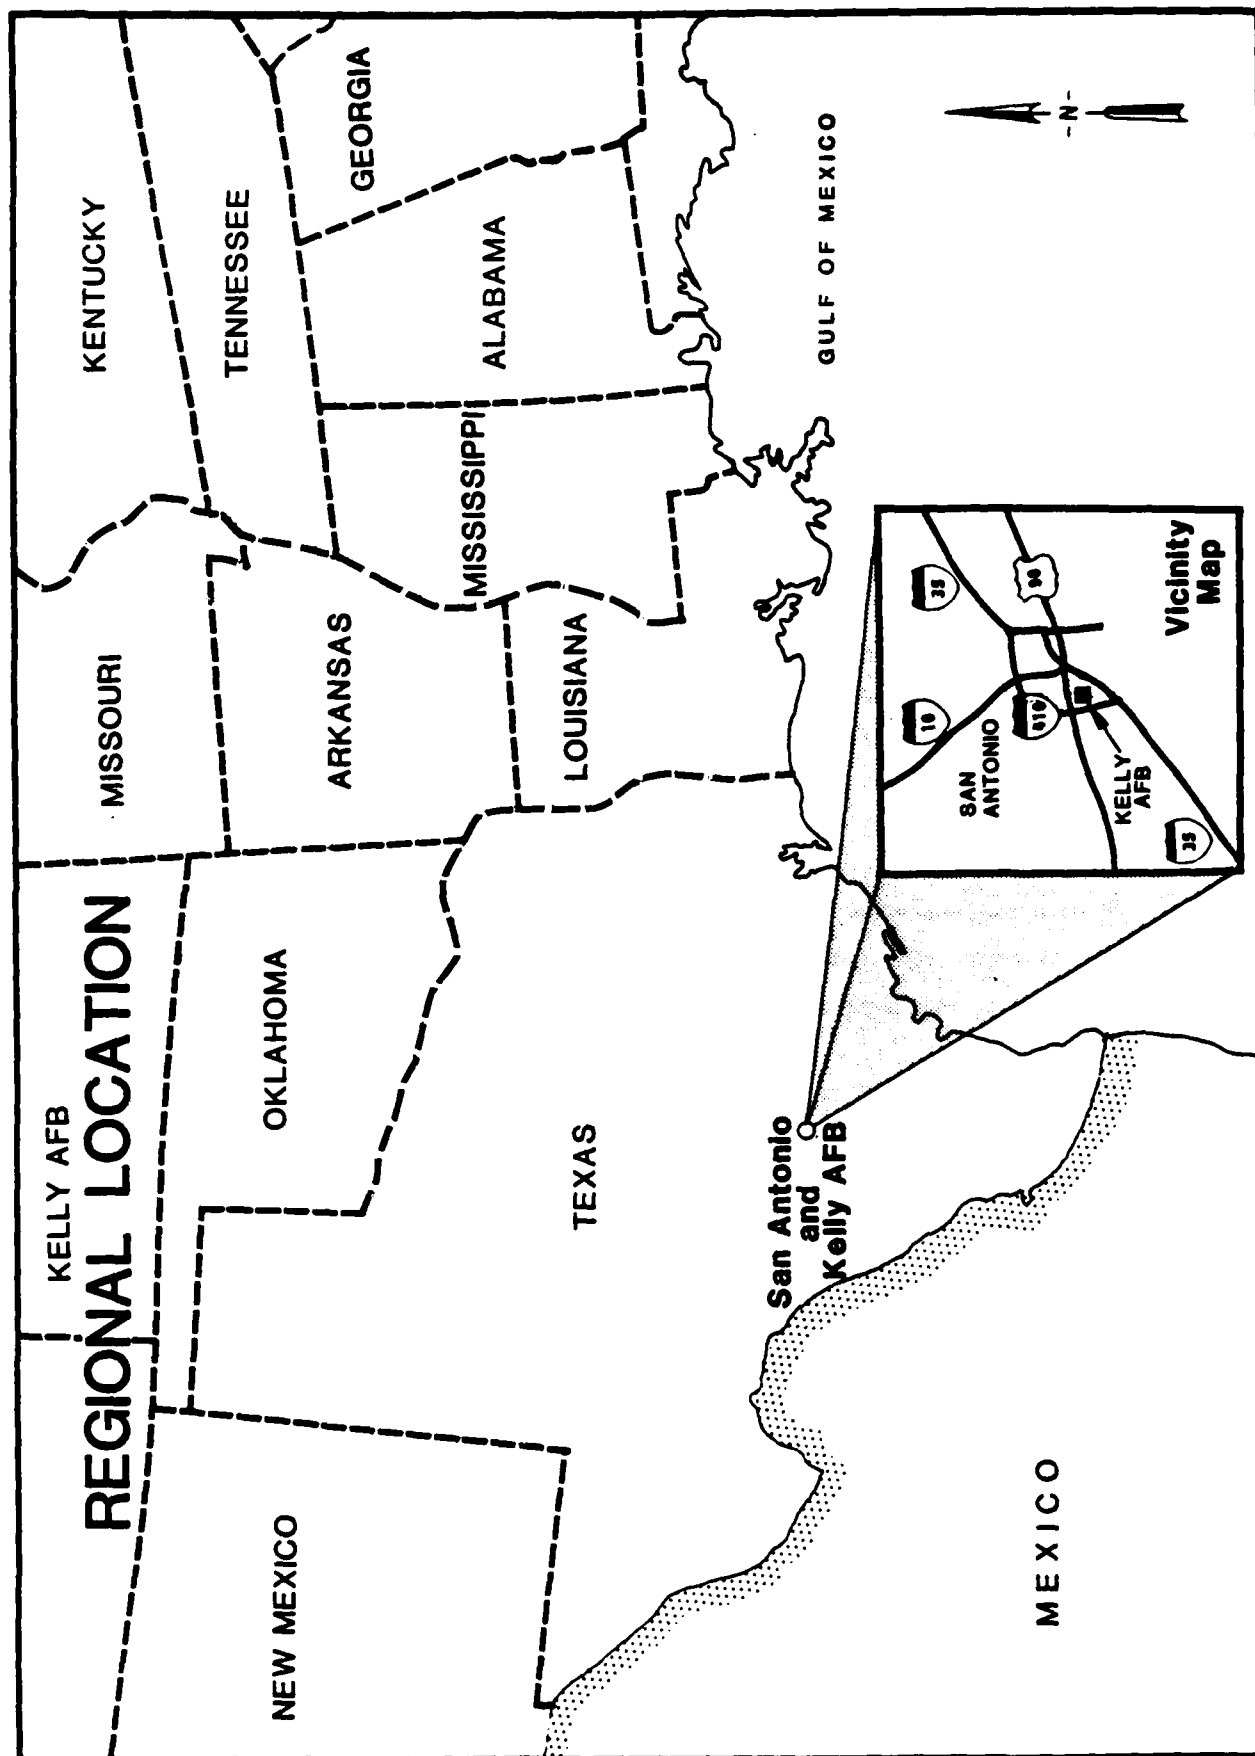 KELLY AFB
REGIONAL LOCATION
MISSOURI
KENTUCKY
TENNESSEE
GEORGIA
NEW MEXICO
OKLAHOMA
ARKANSAS
MISSISSIPPI
ALABAMA
TEXAS
LOUISIANA
San Antonio
and
Kelly AFB
GULF OF MEXICO
MEXICO
-N-
10
35
SAN
ANTONIO
410
KELLY
AFB
35
Vicinity
Map